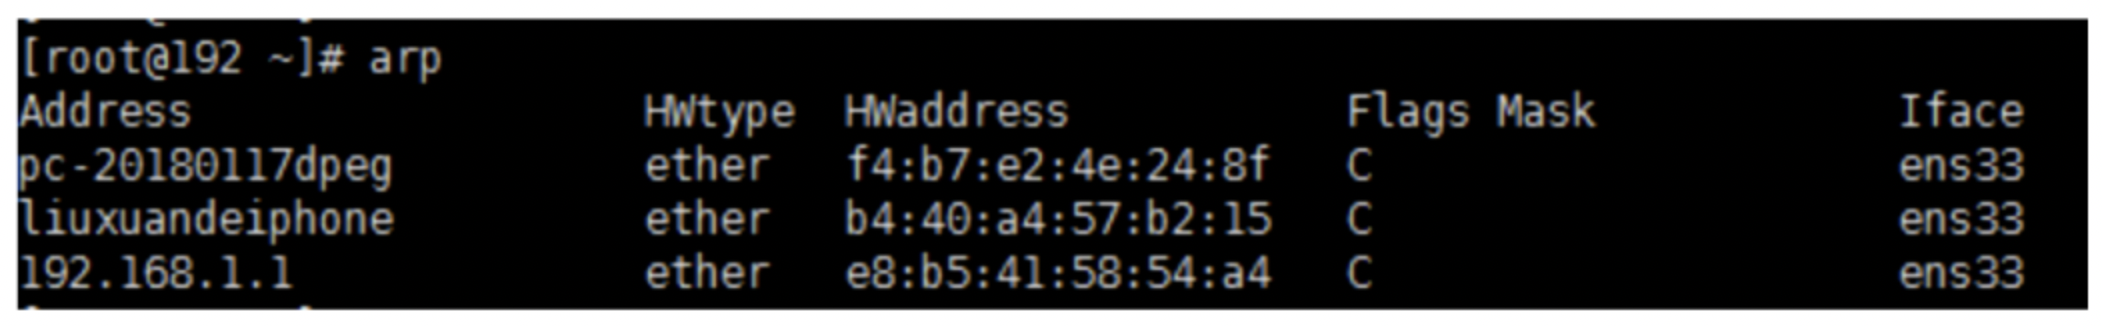 [root@192 ~]# arp
Address HWtype HWaddress Flags Mask Iface
pc-20180117dpeg ether f4:b7:e2:4e:24:8f C ens33
liuxuandeiphone ether b4:40:a4:57:b2:15 C ens33
192.168.1.1 ether e8:b5:41:58:54:a4 C ens33